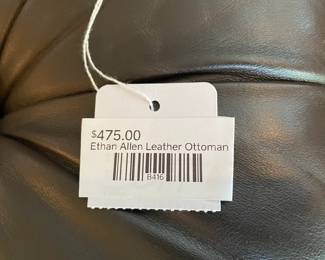 $475.00
Ethan Allen Leather Ottoman
B416